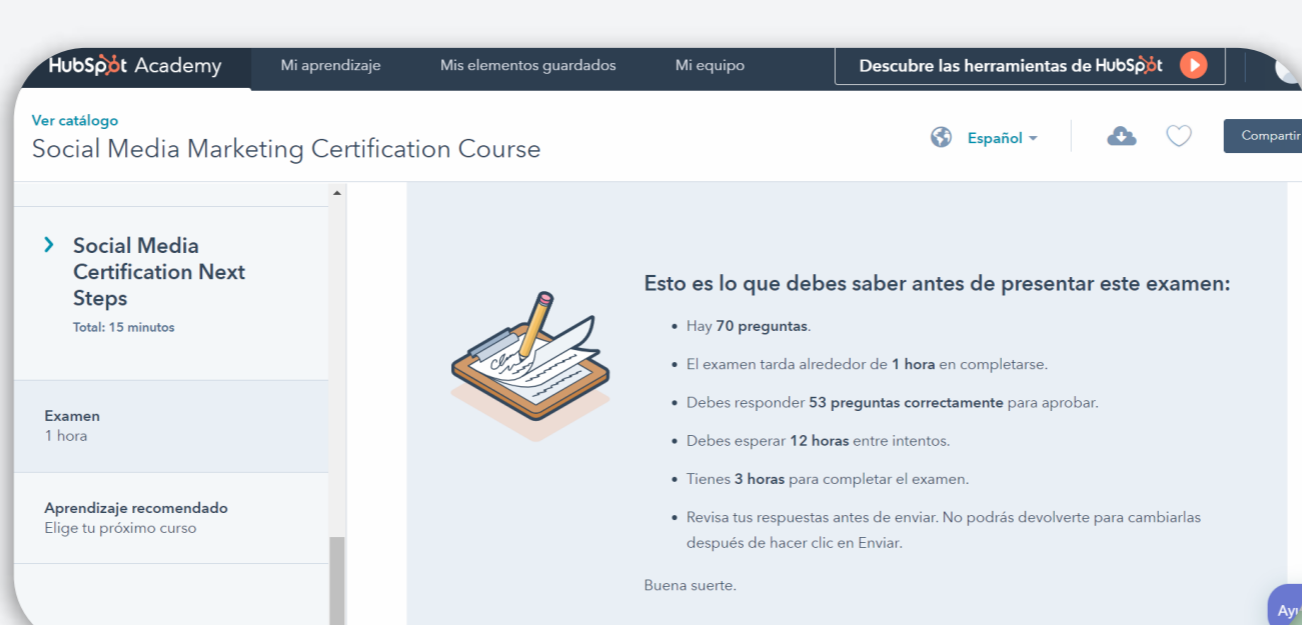 HubSpot Academy Mi aprendizaje Mis elementos guardados Mi equipo Descubre las herramientas de HubSpot
Ver catálogo
Social Media Marketing Certification Course
Español
Compartir
Social Media
Certification Next
Steps
Total: 15 minutos
Examen
1 hora
Aprendizaje recomendado
Elige tu próximo curso
Esto es lo que debes saber antes de presentar este examen:
• Hay 70 preguntas.
• El examen tarda alrededor de 1 hora en completarse.
• Debes responder 53 preguntas correctamente para aprobar.
• Debes esperar 12 horas entre intentos.
• Tienes 3 horas para completar el examen.
• Revisa tus respuestas antes de enviar. No podrás devolverte para cambiarlas
después de hacer clic en Enviar.
Buena suerte.